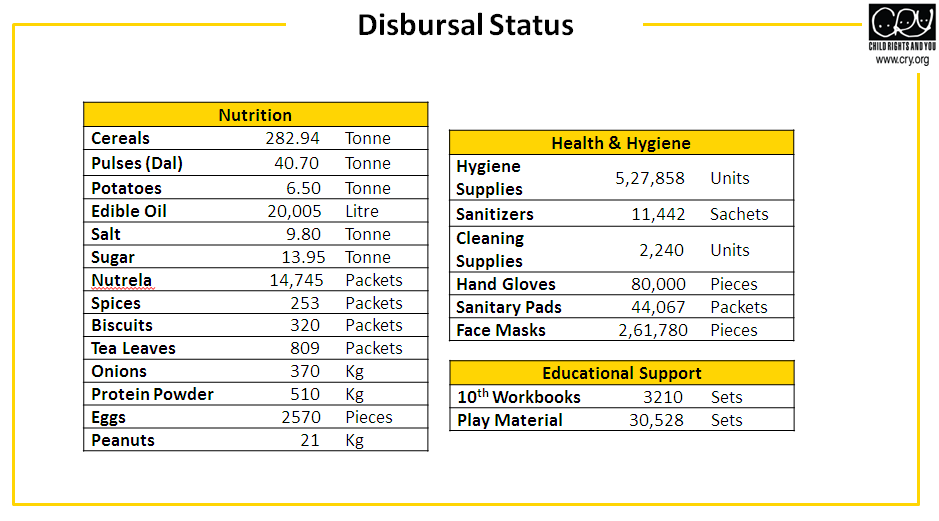 Disbursal Status
CRY
CHILD RIGHTS AND YOU
www.cry.org
Nutrition
Cereals 282.94 Tonne
Pulses (Dal) 40.70 Tonne
Potatoes 6.50 Tonne
Edible Oil 20,005 Litre
Salt 9.80 Tonne
Sugar 13.95 Tonne
Nutrela 14,745 Packets
Spices 253 Packets
Biscuits 320 Packets
Tea Leaves 809 Packets
Onions 370 Kg
Protein Powder 510 Kg
Eggs 2570 Pieces
Peanuts 21 Kg
Health & Hygiene
Hygiene
Supplies 5,27,858 Units
Sanitizers 11,442 Sachets
Cleaning
Supplies 2,240 Units
Hand Gloves 80,000 Pieces
Sanitary Pads 44,067 Packets
Face Masks 2,61,780 Pieces
Educational Support
10th Workbooks 3210 Sets
Play Material 30,528 Sets